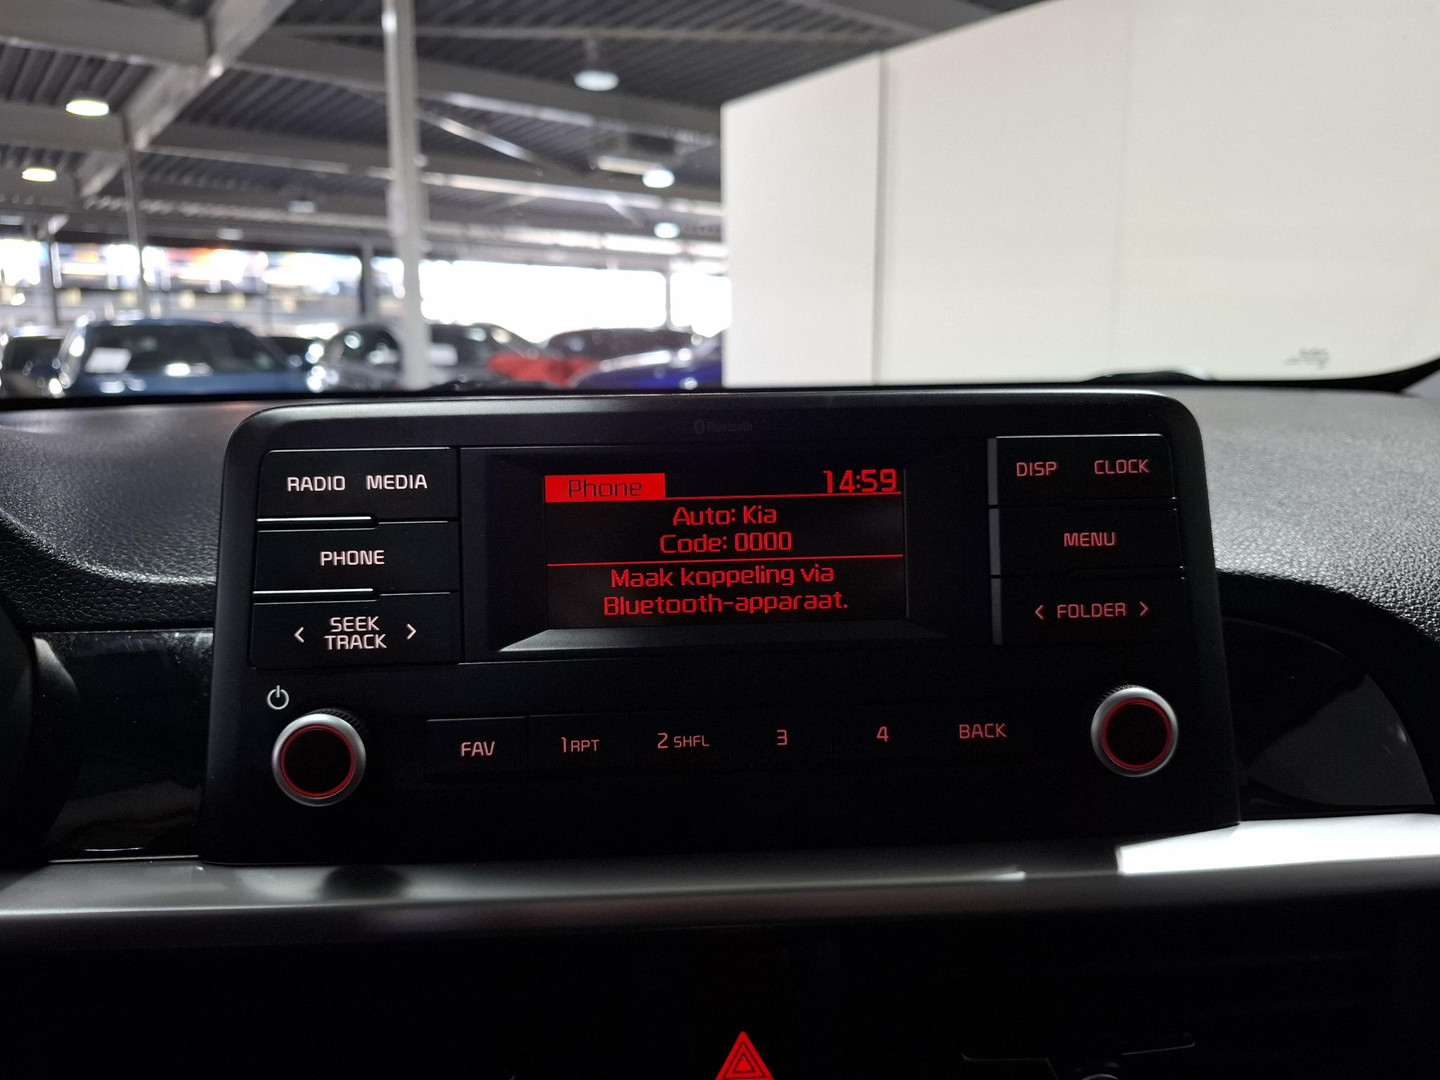 Bluetooth
RADIO MEDIA
PHONE
< SEEK TRACK >
Phone 14:59
Auto: Kia
Code: 0000
Maak koppeling via
Bluetooth-apparaat.
DISP CLOCK
MENU
< FOLDER >
FAV 1 RPT 2 SHFL 3 4 BACK